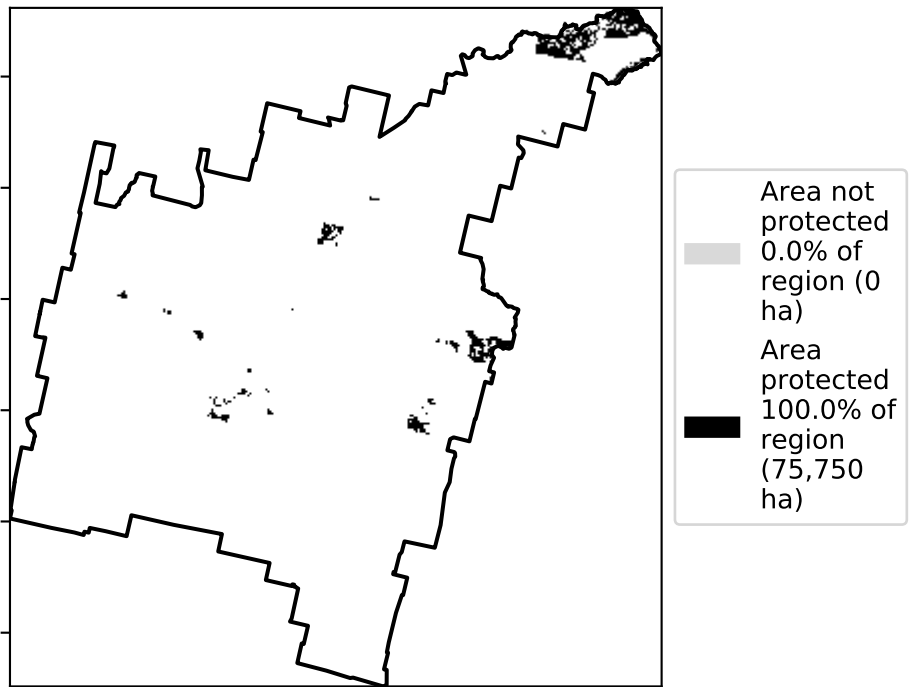 Area not
protected
0.0% of
region (0
ha)
Area
protected
100.0% of
region
(75,750
ha)